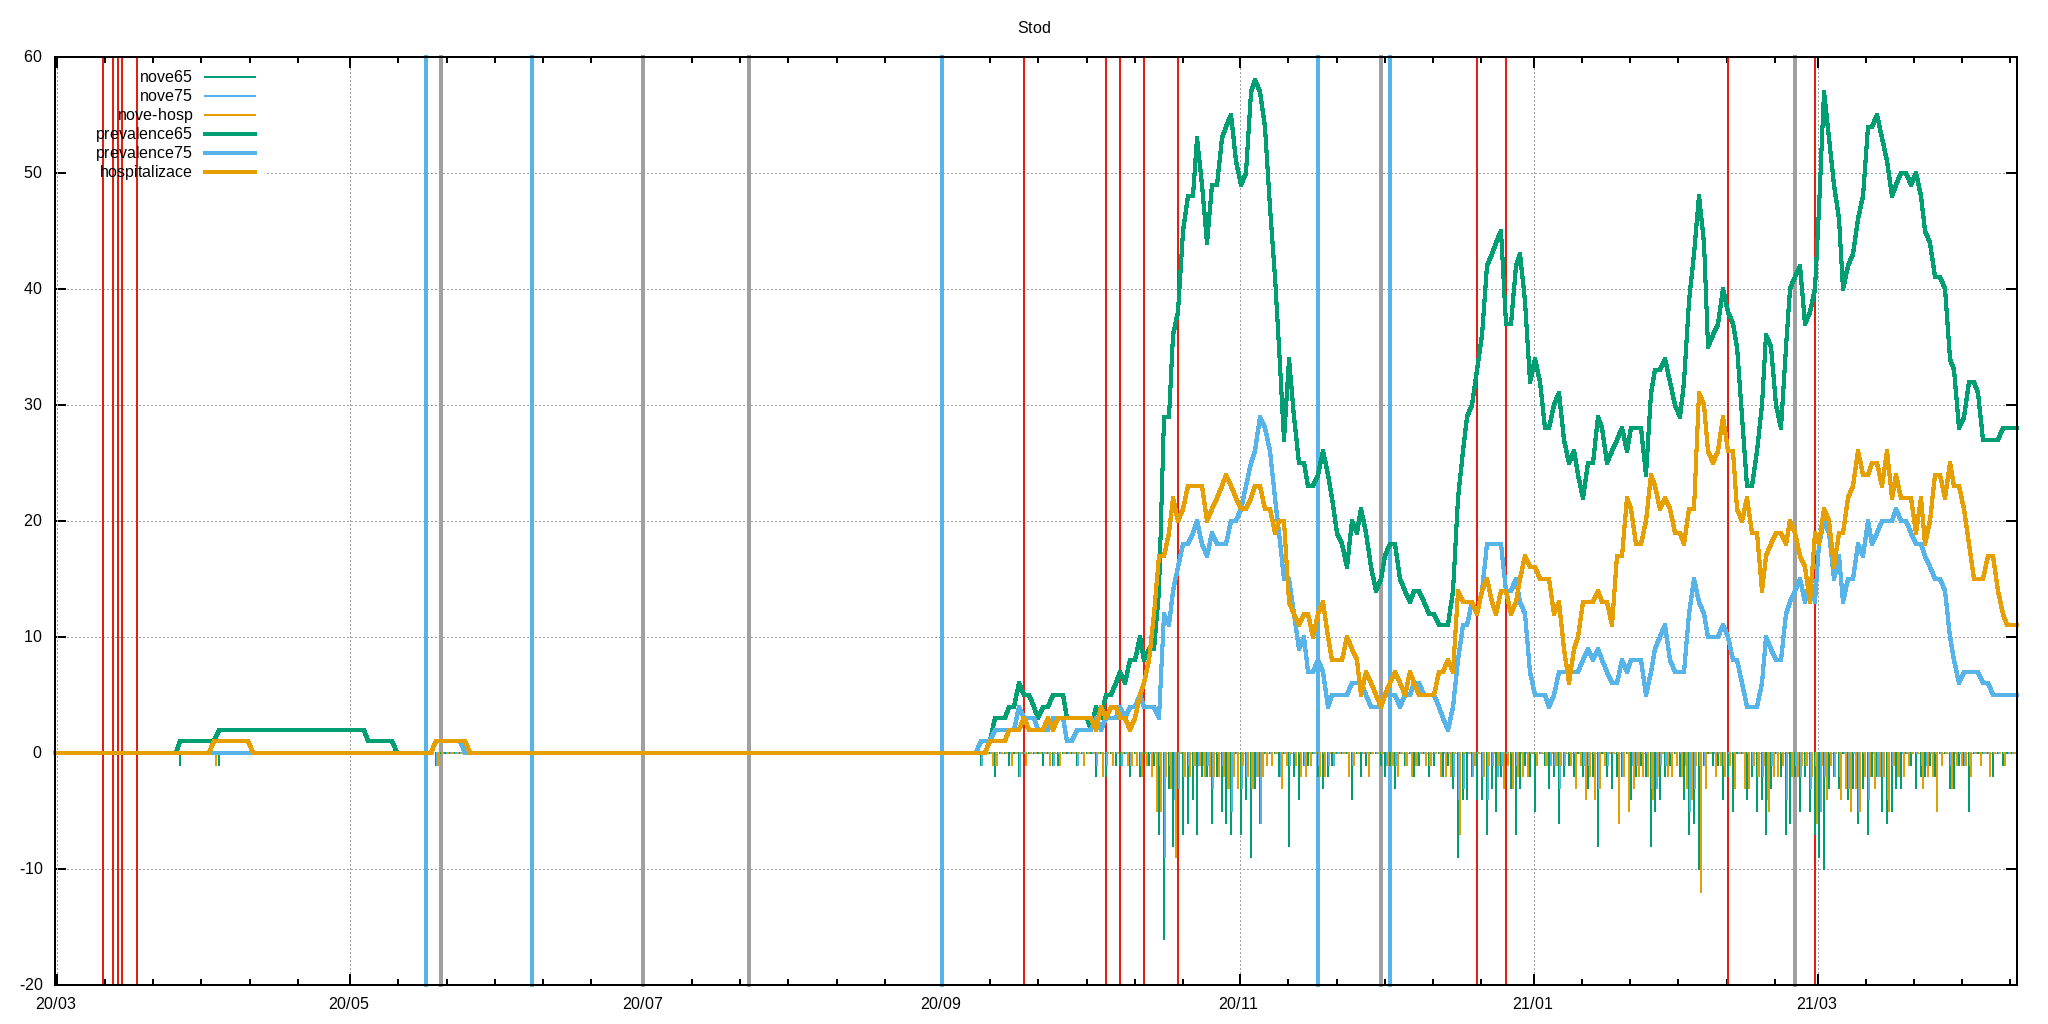 Stod
60
nove65
nove75
nove-hosp
prevalence65
prevalence75
hospitalizace
50
40
30
20
10
0
-10
-20
20/03 20/05 20/07 20/09 20/11 21/01 21/03